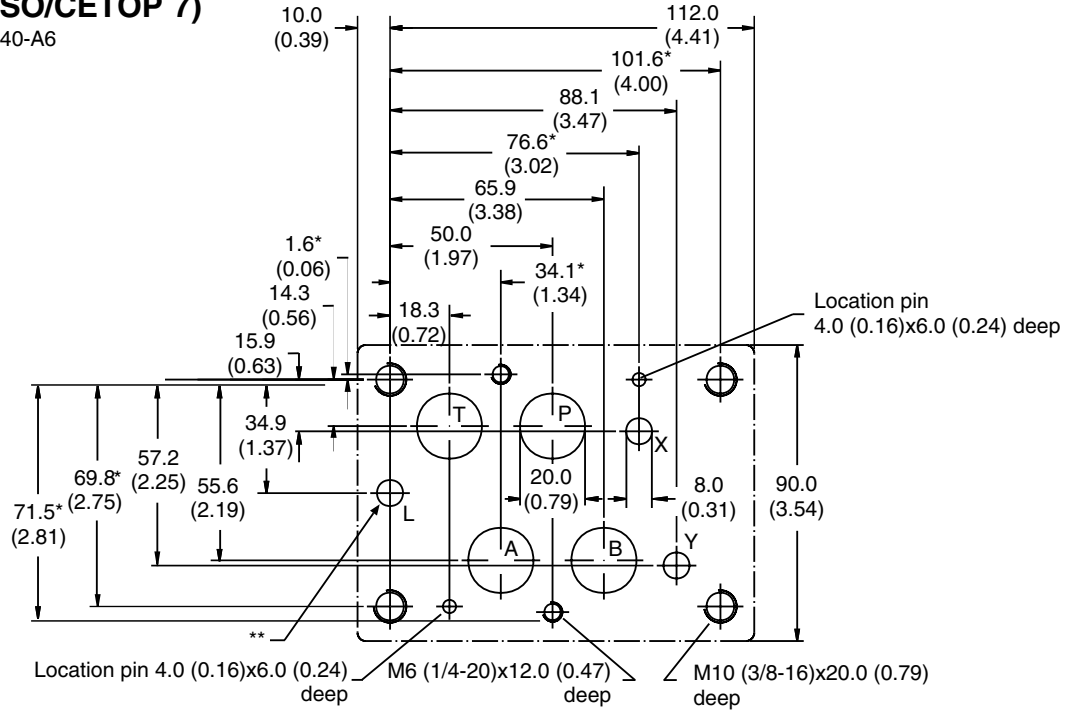 SO/CETOP 7)
40-A6
10.0
(0.39)
112.0
(4.41)
101.6*
(4.00)
88.1
(3.47)
76.6*
(3.02)
65.9
(3.38)
50.0
(1.97)
1.6*
(0.06)
34.1*
(1.34)
14.3
(0.56)
18.3
(0.72)
15.9
(0.63)
Location pin
4.0 (0.16)x6.0 (0.24) deep
T
P
X
34.9
(1.37)
57.2
(2.25)
69.8*
(2.75)
55.6
(2.19)
71.5*
(2.81)
20.0
(0.79)
8.0
(0.31)
90.0
(3.54)
L
A
B
Y
**
Location pin 4.0 (0.16)x6.0 (0.24)
deep
M6 (1/4-20)x12.0 (0.47)
deep
M10 (3/8-16)x20.0 (0.79)
deep